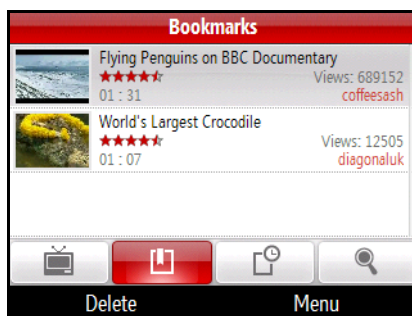 Bookmarks
Flying Penguins on BBC Documentary
Views: 689152
01 : 31 coffeesash
World's Largest Crocodile
Views: 12505
01 : 07 diagonaluk
Delete Menu